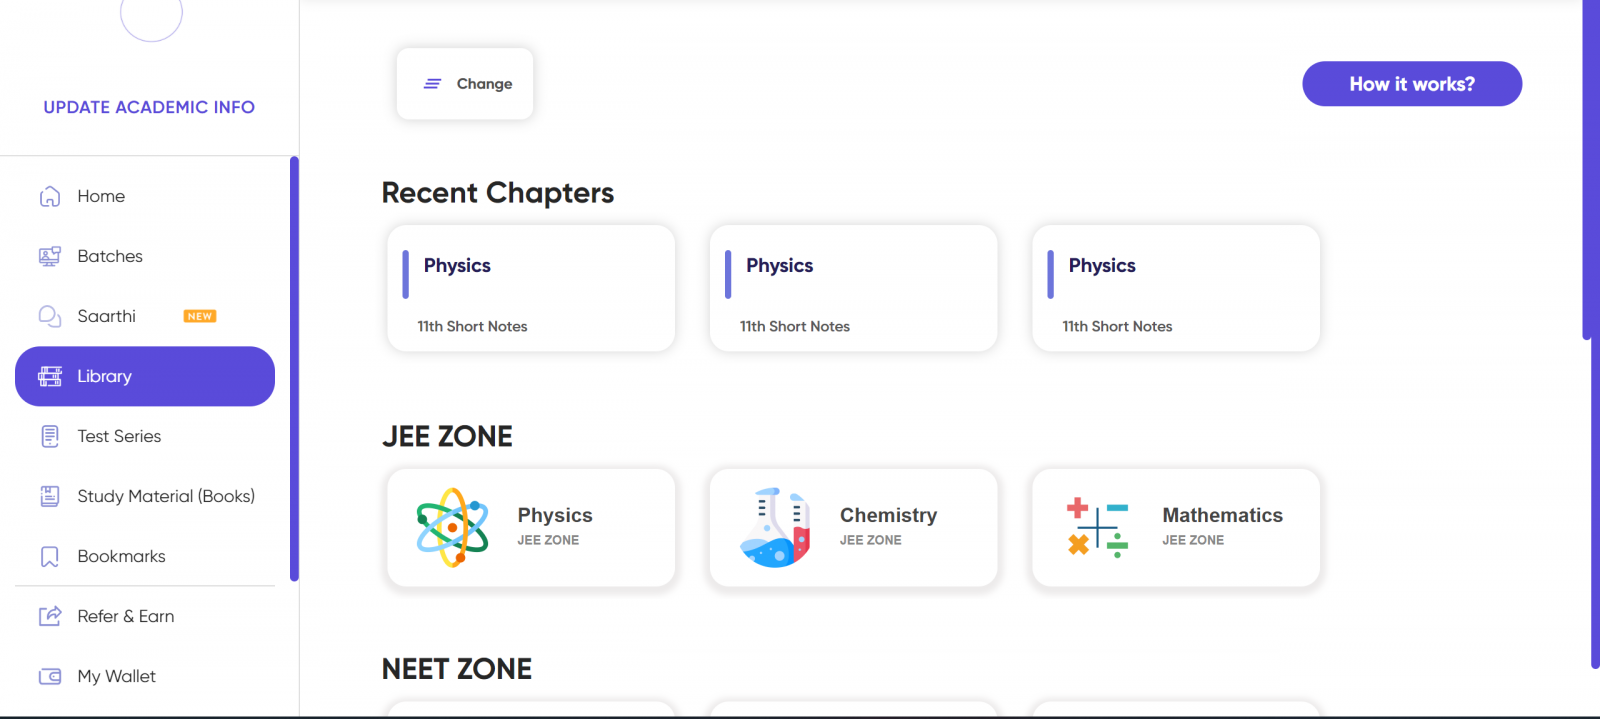 UPDATE ACADEMIC INFO
Home
Batches
Saarthi NEW
Library
Test Series
Study Material (Books)
Bookmarks
Refer & Earn
My Wallet
Change
How it works?
Recent Chapters
Physics
11th Short Notes
Physics
11th Short Notes
Physics
11th Short Notes
JEE ZONE
Physics
JEE ZONE
Chemistry
JEE ZONE
Mathematics
JEE ZONE
NEET ZONE